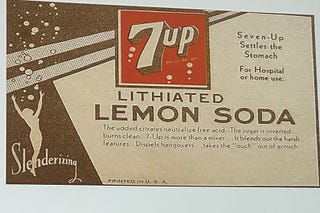 7up
Seven-Up
Settles the
Stomach
For Hospital
or home use.
LITHIATED
LEMON SODA
The added citrates neutralize free acid. The sugar is inverted
burns clean. 7-Up is more than a mixer... It blends out the harsh
features... Dispels hangovers... takes the "ouch" out of grouch.
Slenderizing
PRINTED IN U. S. A.